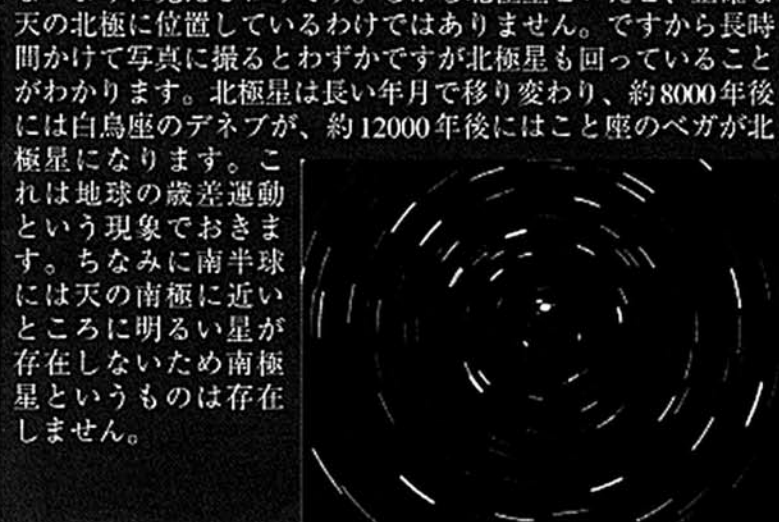 天の北極に位置しているわけではありません。ですから長時
間かけて写真に撮るとわずかですが北極星も回っていること
がわかります。北極星は長い年月で移り変わり、約8000年後
には白鳥座のデネブが、約12000年後にはこと座のベガが北
極星になります。こ
れは地球の歳差運動
という現象でおきま
す。ちなみに南半球
には天の南極に近い
ところに明るい星が
存在しないため南極
星というものは存在
しません。